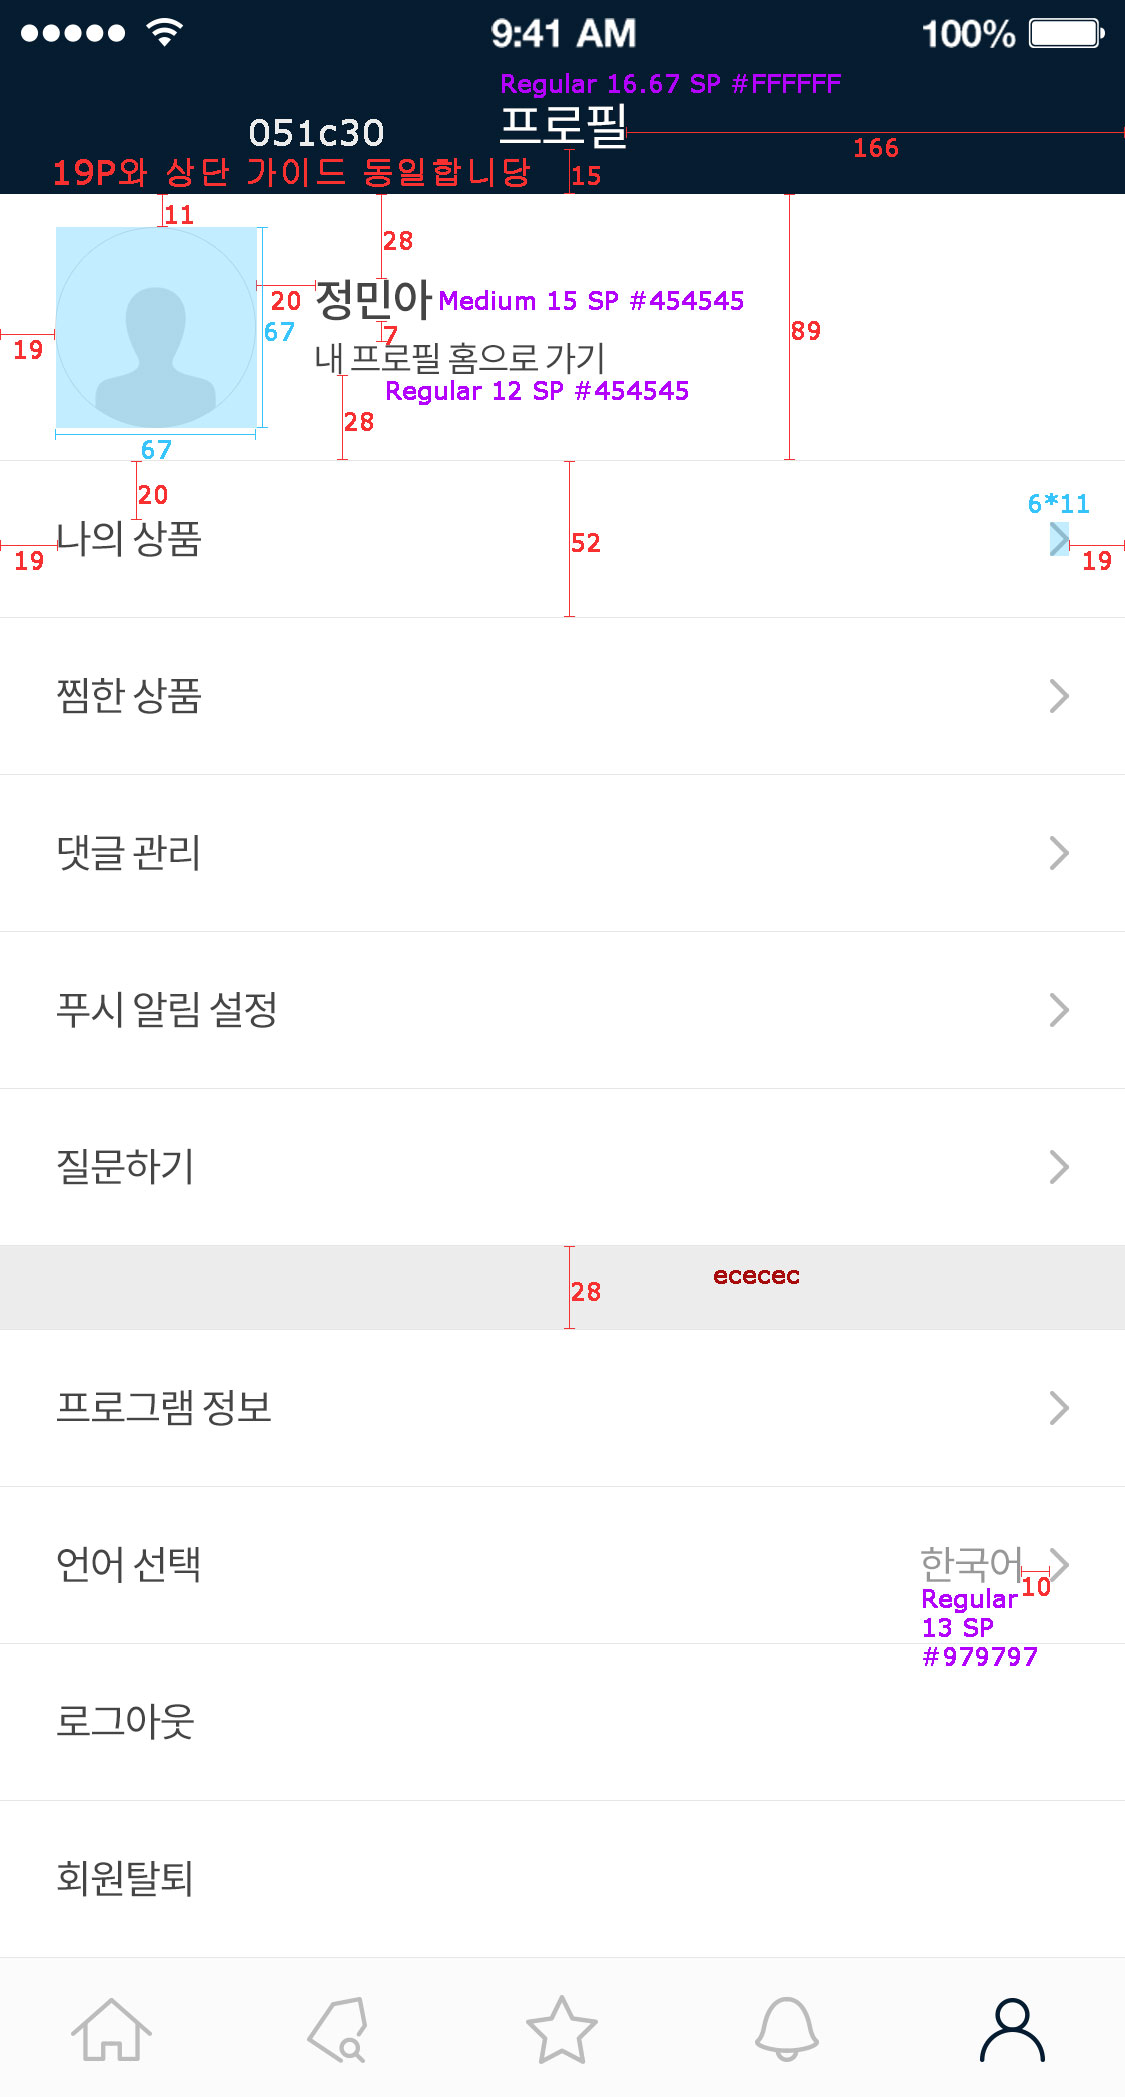 9:41 AM 100%
Regular 16.67 SP #FFFFFF
051c30 프로필
166
19P와 상단 가이드 동일합니당 15
11
28
20 정민아 Medium 15 SP #454545
67 7 89
19 내 프로필 홈으로 가기
Regular 12 SP #454545
28
67
20 6*11
나의 상품 52
19 19
찜한 상품
댓글 관리
푸시 알림 설정
질문하기
ececec
28
프로그램 정보
언어 선택 한국어
10
Regular
13 SP
#979797
로그아웃
회원탈퇴